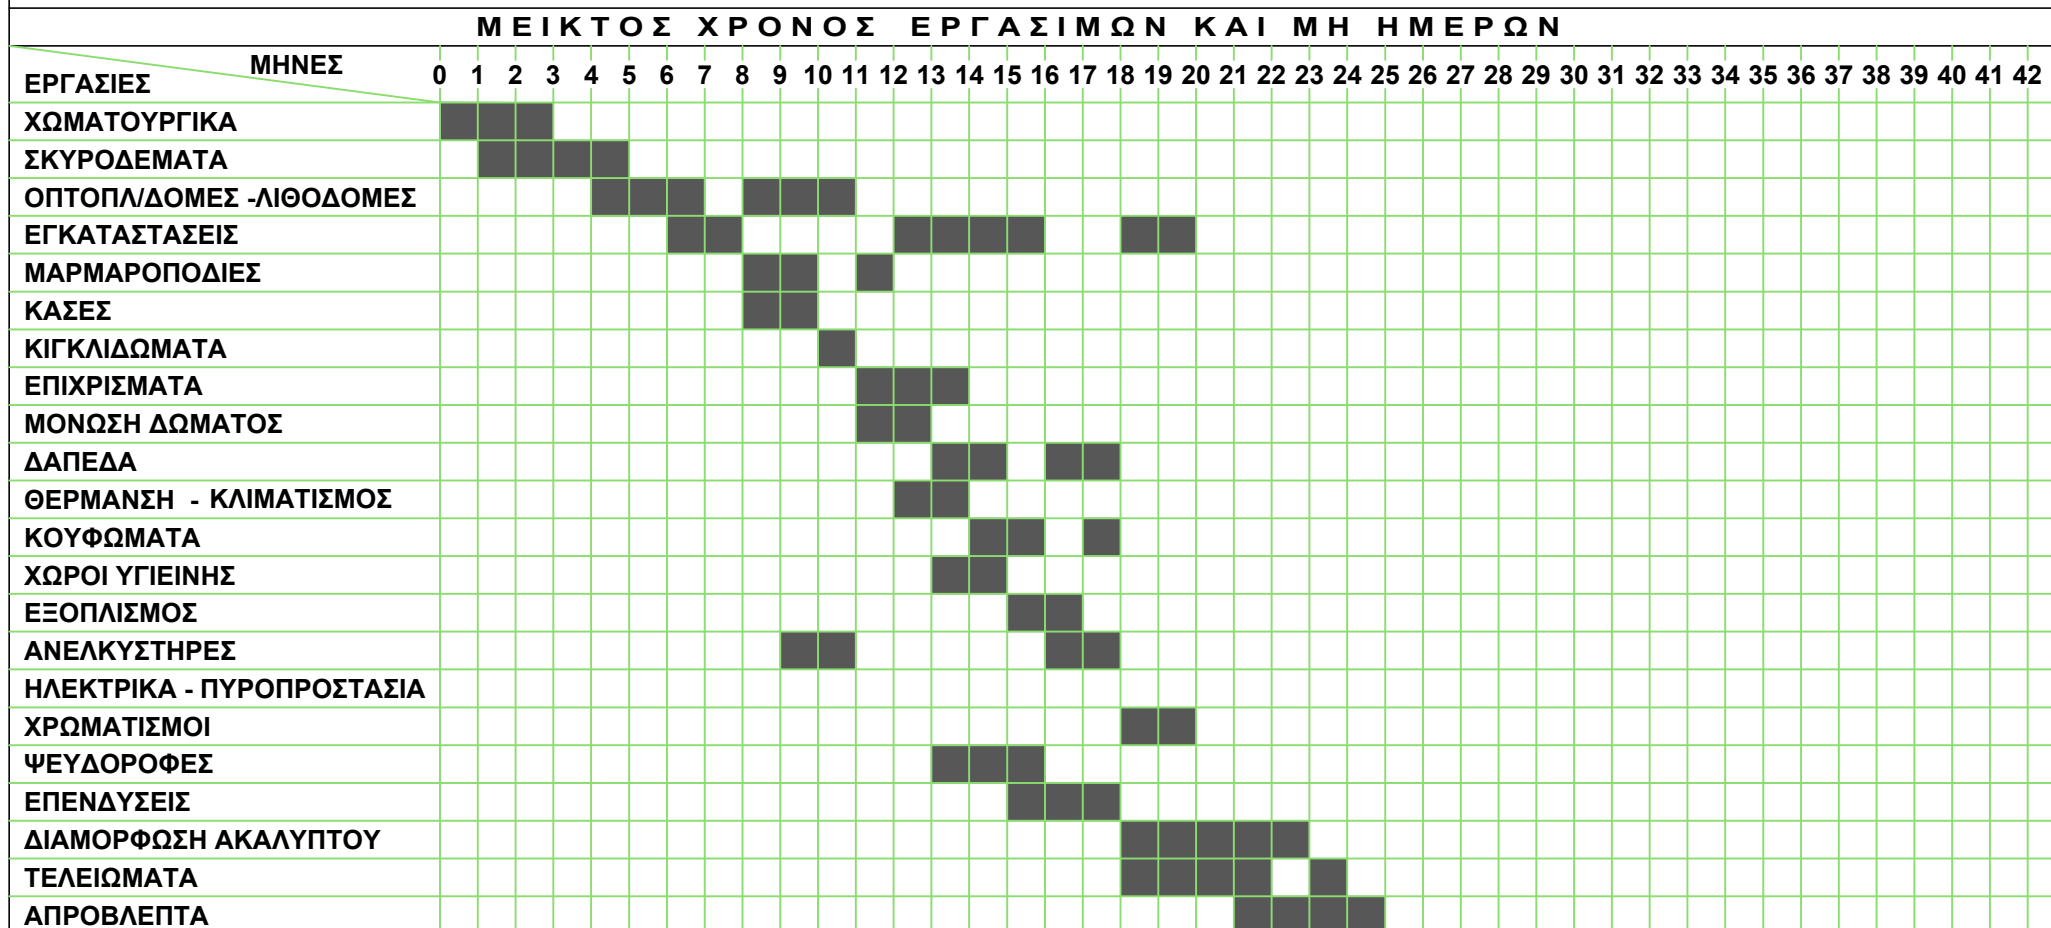 ΜΕΙΚΤΟΣ ΧΡΟΝΟΣ ΕΡΓΑΣΙΜΩΝ ΚΑΙ ΜΗ ΗΜΕΡΩΝ
ΜΗΝΕΣ
ΕΡΓΑΣΙΕΣ
0 1 2 3 4 5 6 7 8 9 10 11 12 13 14 15 16 17 18 19 20 21 22 23 24 25 26 27 28 29 30 31 32 33 34 35 36 37 38 39 40 41 42
ΧΩΜΑΤΟΥΡΓΙΚΑ
ΣΚΥΡΟΔΕΜΑΤΑ
ΟΠΤΟΠΛ/ΔΟΜΕΣ -ΛΙΘΟΔΟΜΕΣ
ΕΓΚΑΤΑΣΤΑΣΕΙΣ
ΜΑΡΜΑΡΟΠΟΔΙΕΣ
ΚΑΣΕΣ
ΚΙΓΚΛΙΔΩΜΑΤΑ
ΕΠΙΧΡΙΣΜΑΤΑ
ΜΟΝΩΣΗ ΔΩΜΑΤΟΣ
ΔΑΠΕΔΑ
ΘΕΡΜΑΝΣΗ - ΚΛΙΜΑΤΙΣΜΟΣ
ΚΟΥΦΩΜΑΤΑ
ΧΩΡΟΙ ΥΓΙΕΙΝΗΣ
ΕΞΟΠΛΙΣΜΟΣ
ΑΝΕΛΚΥΣΤΗΡΕΣ
ΗΛΕΚΤΡΙΚΑ - ΠΥΡΟΠΡΟΣΤΑΣΙΑ
ΧΡΩΜΑΤΙΣΜΟΙ
ΨΕΥΔΟΡΟΦΕΣ
ΕΠΕΝΔΥΣΕΙΣ
ΔΙΑΜΟΡΦΩΣΗ ΑΚΑΛΥΠΤΟΥ
ΤΕΛΕΙΩΜΑΤΑ
ΑΠΡΟΒΛΕΠΤΑ